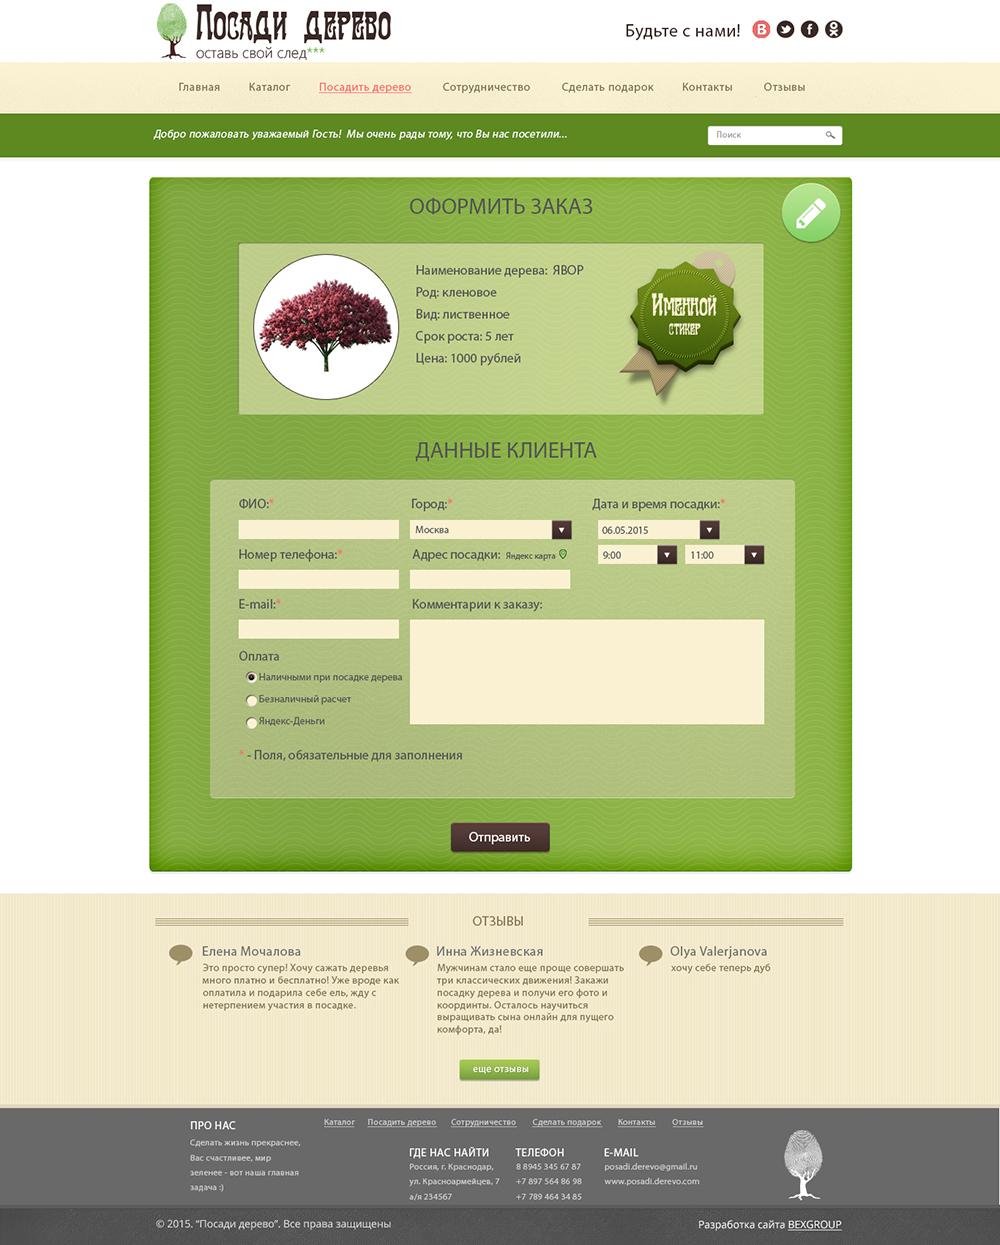 Посади дерево
оставь свой след***
Будьте с нами!
Главная Каталог Посадить дерево Сотрудничество Сделать подарок Контакты Отзывы
Добро пожаловать уважаемый Гость! Мы очень рады тому, что Вы нас посетили...
Поиск
ОФОРМИТЬ ЗАКАЗ
Наименование дерева: ЯВОР
Род: кленовое
Вид: лиственное
Срок роста: 5 лет
Цена: 1000 рублей
Именной
стикер
ДАННЫЕ КЛИЕНТА
ФИО:* Город:* Дата и время посадки:*
Москва 06.05.2015
Номер телефона:* Адрес посадки: Яндекс карта 9:00 11:00
E-mail:* Комментарии к заказу:
Оплата
Наличными при посадке дерева
Безналичный расчет
Яндекс-Деньги
* - Поля, обязательные для заполнения
Отправить
ОТЗЫВЫ
Елена Мочалова
Это просто супер! Хочу сажать деревья
много платно и бесплатно! Уже вроде как
оплатила и подарила себе ель, жду с
нетерпением участия в посадке.
Инна Жизневская
Мужчинам стало еще проще совершать
три классических движения! Закажи
посадку дерева и получи его фото и
координты. Осталось научиться
выращивать сына онлайн для пущего
комфорта, да!
Olya Valerjanova
хочу себе теперь дуб
еще отзывы
ПРО НАС
Сделать жизнь прекраснее,
Вас счастливее, мир
зеленее - вот наша главная
задача :)
Каталог Посадить дерево Сотрудничество Сделать подарок Контакты Отзывы
ГДЕ НАС НАЙТИ
Россия, г. Краснодар,
ул. Красноармейцев, 7
а/я 234567
ТЕЛЕФОН
8 8945 345 67 87
+7 897 564 86 98
+7 789 464 34 85
E-MAIL
posadi.derevo@gmail.ru
www.posadi.derevo.com
© 2015. “Посади дерево”. Все права защищены
Разработка сайта BEXGROUP